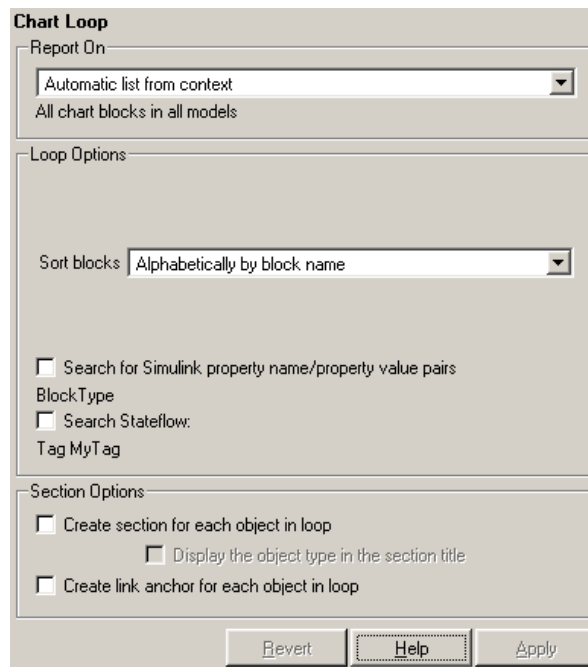 Chart Loop
Report On
Automatic list from context
All chart blocks in all models
Loop Options
Sort blocks Alphabetically by block name
Search for Simulink property name/property value pairs
BlockType
Search Stateflow:
Tag MyTag
Section Options
Create section for each object in loop
Display the object type in the section title
Create link anchor for each object in loop
Revert Help Apply